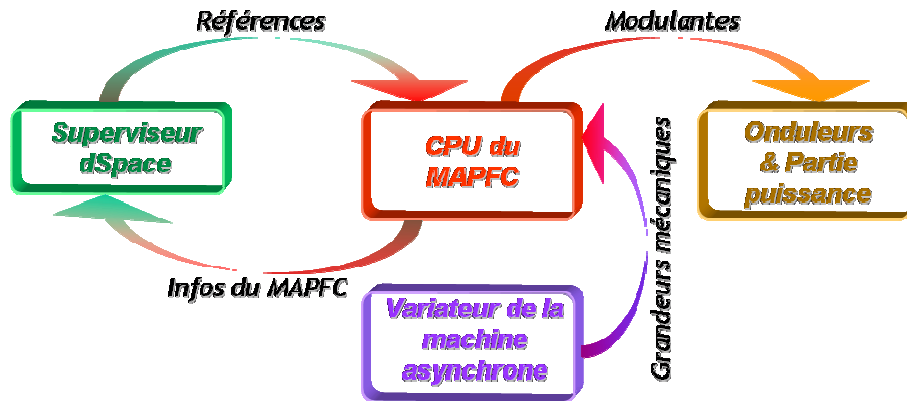 Références
Modulantes
Superviseur
dSpace
CPU du
MAPFC
Onduleurs
& Partie
puissance
Grandeurs mécaniques
Infos du MAPFC
Variateur de la
machine
asynchrone